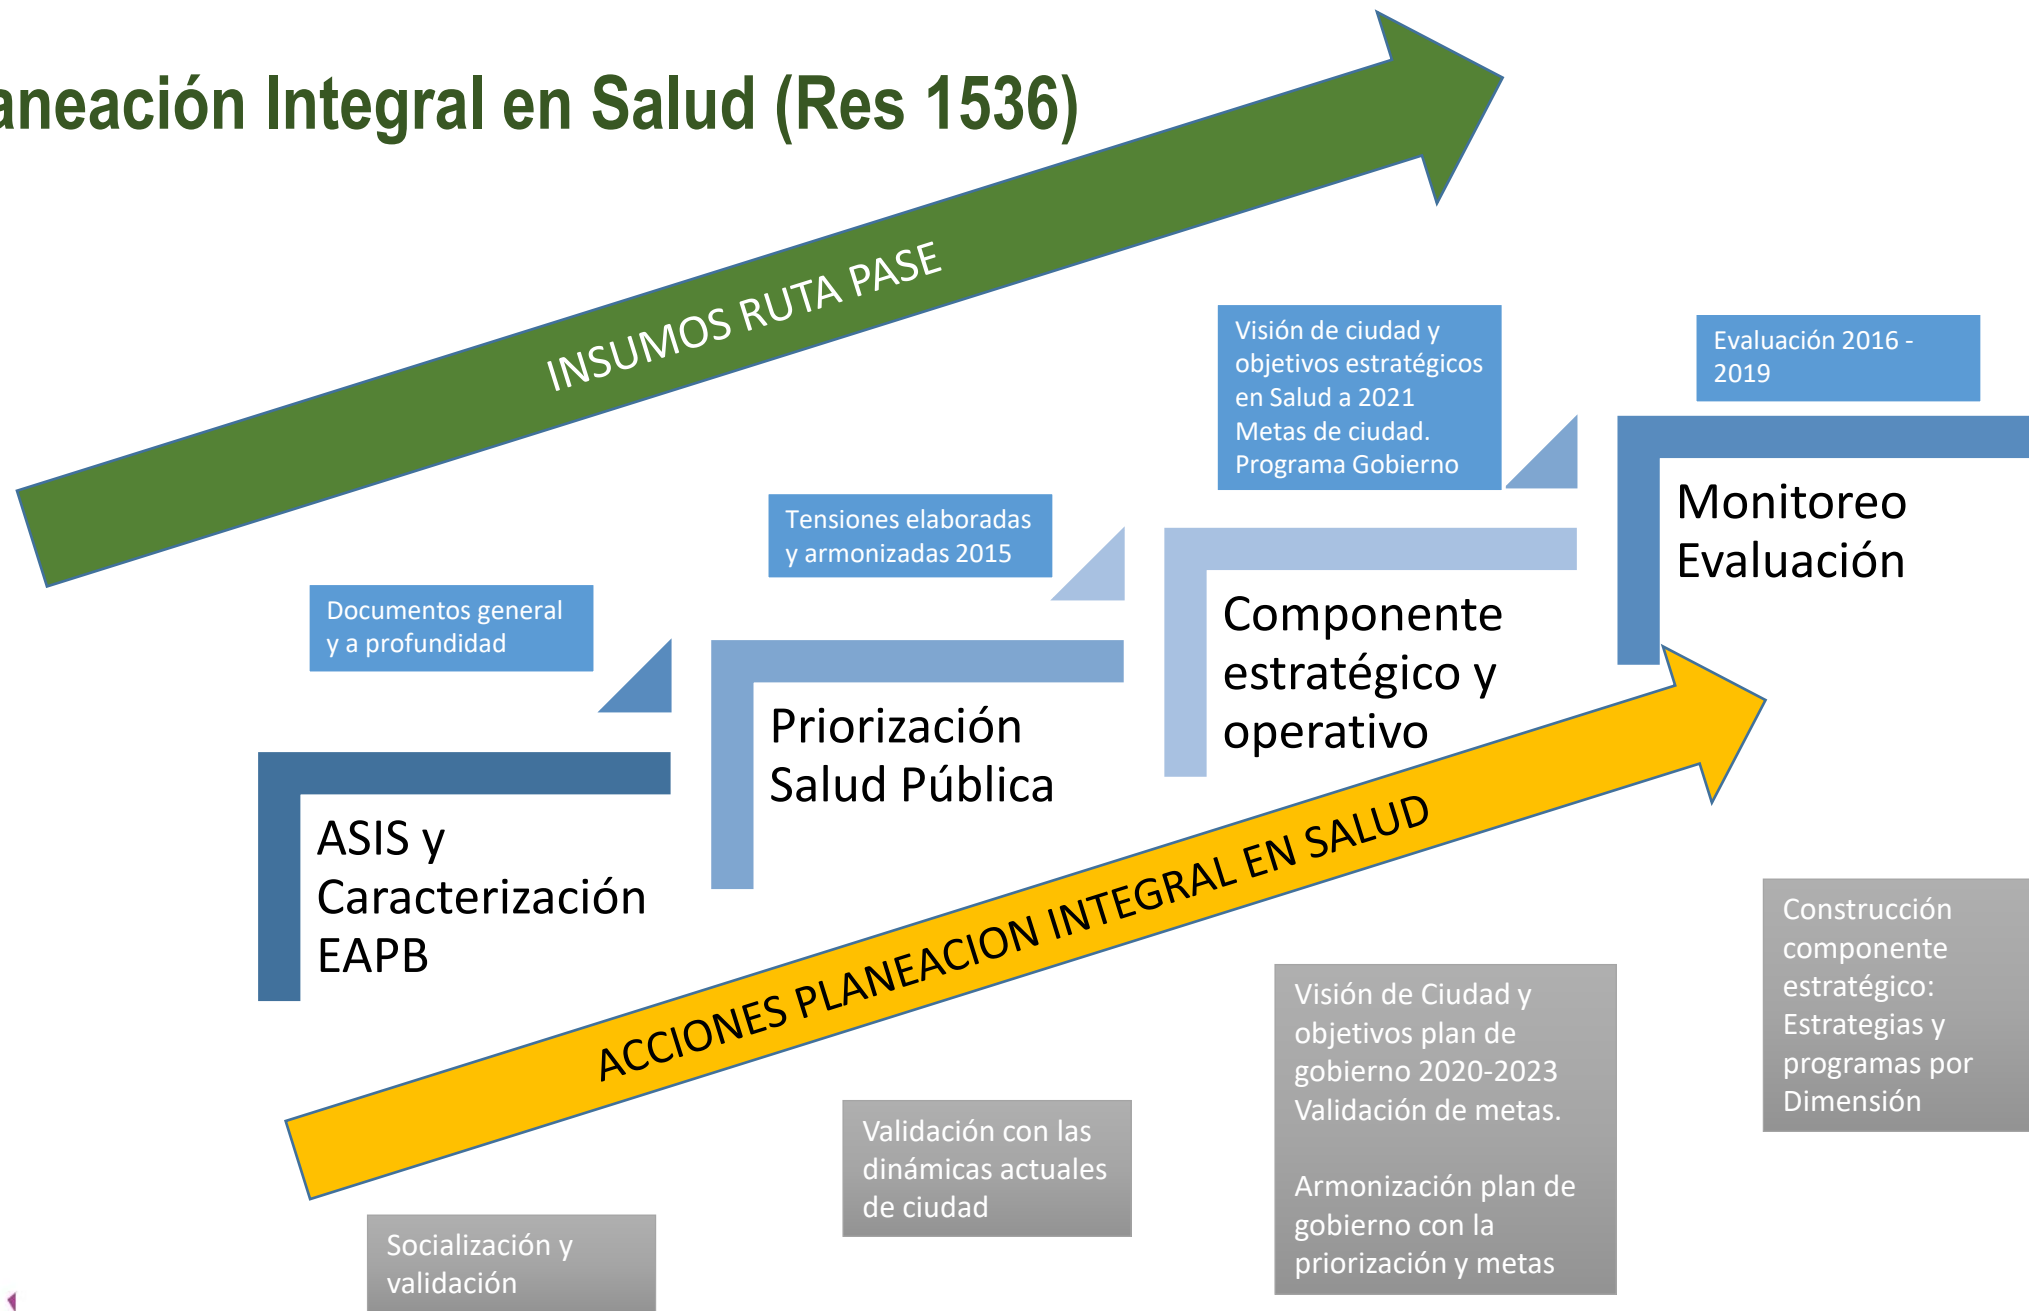 aneación Integral en Salud (Res 1536)
INSUMOS RUTA PASE
Visión de ciudad y
objetivos estratégicos
en Salud a 2021
Metas de ciudad.
Programa Gobierno
Evaluación 2016 -
2019
Tensiones elaboradas
y armonizadas 2015
Documentos general
y a profundidad
Monitoreo
Evaluación
Componente
estratégico y
operativo
Priorización
Salud Pública
ASIS y
Caracterización
EAPB
ACCIONES PLANEACION INTEGRAL EN SALUD
Construcción
componente
estratégico:
Estrategias y
programas por
Dimensión
Visión de Ciudad y
objetivos plan de
gobierno 2020-2023
Validación de metas.
Armonización plan de
gobierno con la
priorización y metas
Validación con las
dinámicas actuales
de ciudad
Socialización y
validación